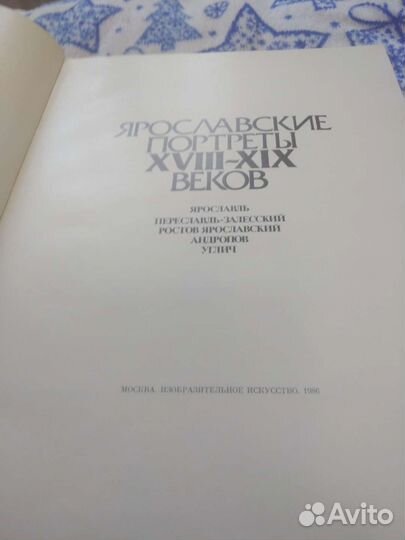 ЯРОСЛАВСКИЕ
ПОРТРЕТЫ
XVIII–XIX
ВЕКОВ
ЯРОСЛАВЛЬ
ПЕРЕСЛАВЛЬ-ЗАЛЕССКИЙ
РОСТОВ ЯРОСЛАВСКИЙ
АНДРОПОВ
УГЛИЧ
МОСКВА. ИЗОБРАЗИТЕЛЬНОЕ ИСКУССТВО. 1986
Avito